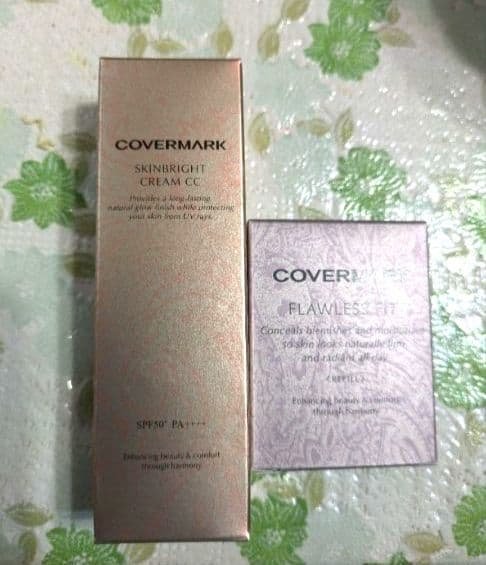 COVERMARK
SKINBRIGHT
CREAM CC
Provides a long-lasting
natural glow finish while protecting
your skin from UV rays.
SPF50+ PA++++
Enhancing beauty & comfort
through harmony
COVERMARK
FLAWLESS FIT
Conceals blemishes and
so skin looks naturally firm
and radiant all day
<REFILL>
Enhancing beauty & comfort
through harmony